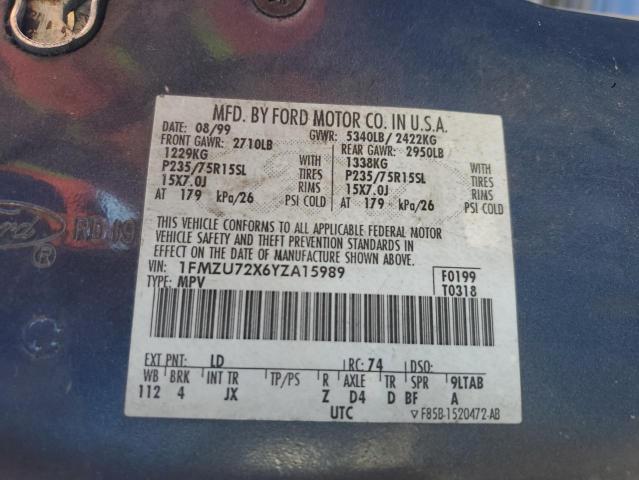 MFD. BY FORD MOTOR CO. IN U.S.A.
DATE: 08/99 GVWR: 5340LB/ 2422KG
FRONT GAWR: 2710LB REAR GAWR: 2950LB
1229KG WITH 1338KG WITH
P235/75R15SL TIRES P235/75R15SL TIRES
15X7.0J RIMS 15X7.0J RIMS
AT 179 kPa/26 PSI COLD AT 179 kPa/26 PSI COLD
THIS VEHICLE CONFORMS TO ALL APPLICABLE FEDERAL MOTOR
VEHICLE SAFETY AND THEFT PREVENTION STANDARDS IN
EFFECT ON THE DATE OF MANUFACTURE SHOWN ABOVE.
VIN: 1FMZU72X6YZA15989 F0199
TYPE: MPV T0318
EXT PNT: LD RC: 74 DSO:
WB BRK INT TR TP/PS R AXLE TR SPR 9LTAB
112 4 JX Z D4 D BF A
UTC ▽ F85B-1520472-AB
Ford ®